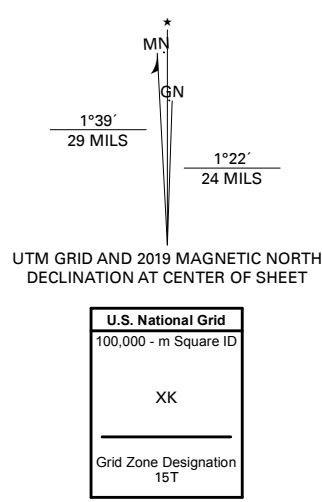 ★
MN
GN
1°39´
29 MILS
1°22´
24 MILS
UTM GRID AND 2019 MAGNETIC NORTH
DECLINATION AT CENTER OF SHEET
U.S. National Grid
100,000 - m Square ID
XK
Grid Zone Designation
15T